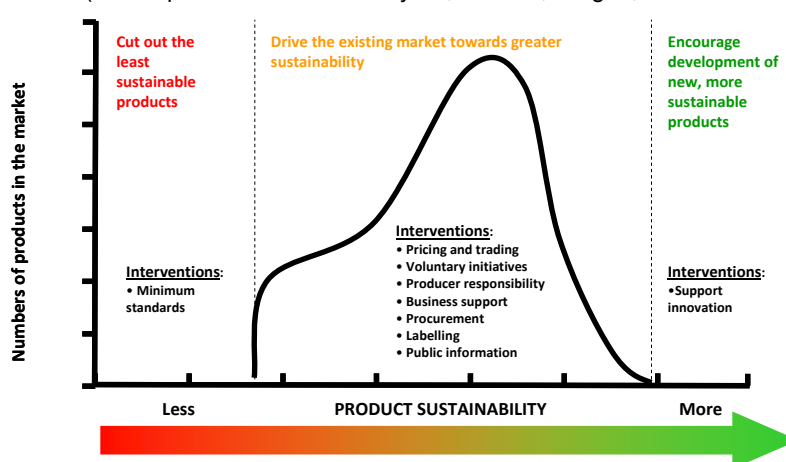 Cut out the
least
sustainable
products
Drive the existing market towards greater
sustainability
Encourage
development of
new, more
sustainable
products
Numbers of products in the market
Interventions:
• Minimum
standards
Interventions:
• Pricing and trading
• Voluntary initiatives
• Producer responsibility
• Business support
• Procurement
• Labelling
• Public information
Interventions:
•Support
innovation
Less
PRODUCT SUSTAINABILITY
More